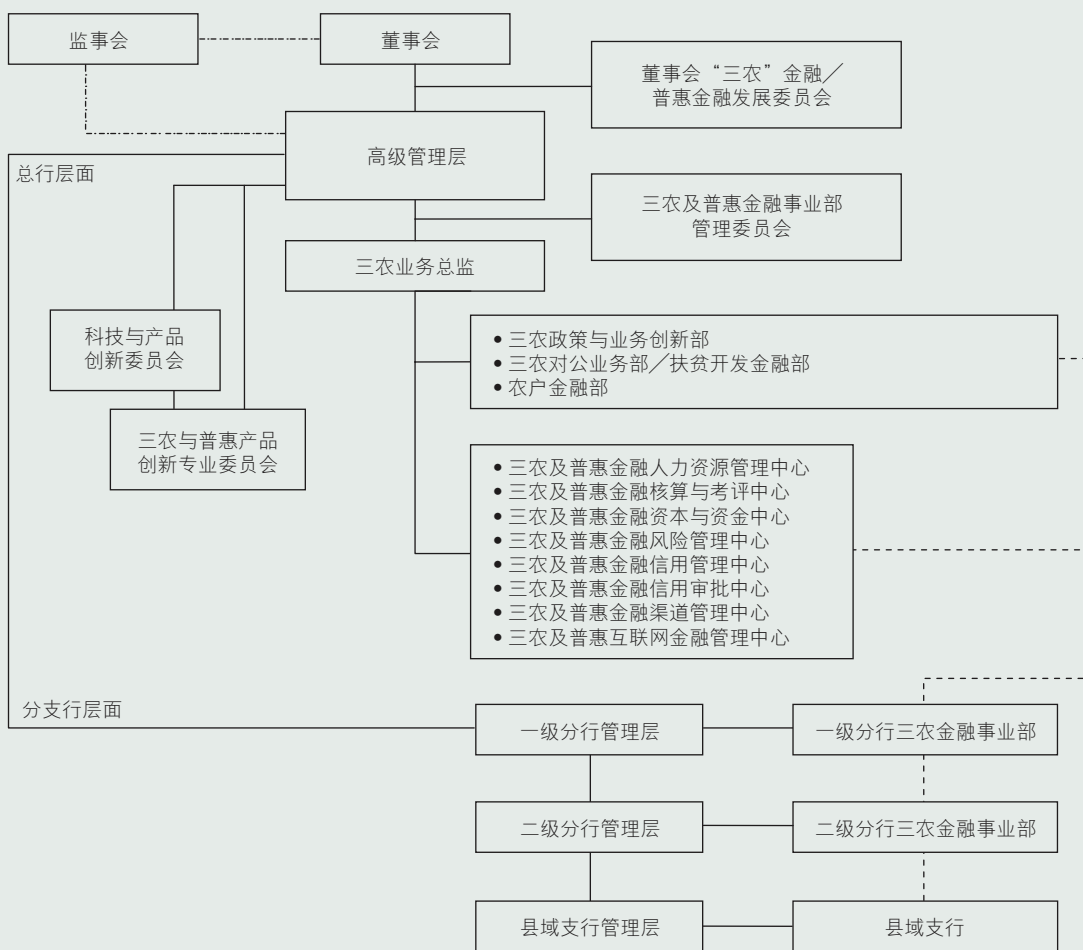 监事会
董事会
董事会“三农”金融／
普惠金融发展委员会
高级管理层
总行层面
三农及普惠金融事业部
管理委员会
三农业务总监
科技与产品
创新委员会
三农与普惠产品
创新专业委员会
• 三农政策与业务创新部
• 三农对公业务部／扶贫开发金融部
• 农户金融部
• 三农及普惠金融人力资源管理中心
• 三农及普惠金融核算与考评中心
• 三农及普惠金融资本与资金中心
• 三农及普惠金融风险管理中心
• 三农及普惠金融信用管理中心
• 三农及普惠金融信用审批中心
• 三农及普惠金融渠道管理中心
• 三农及普惠互联网金融管理中心
分支行层面
一级分行管理层
一级分行三农金融事业部
二级分行管理层
二级分行三农金融事业部
县域支行管理层
县域支行